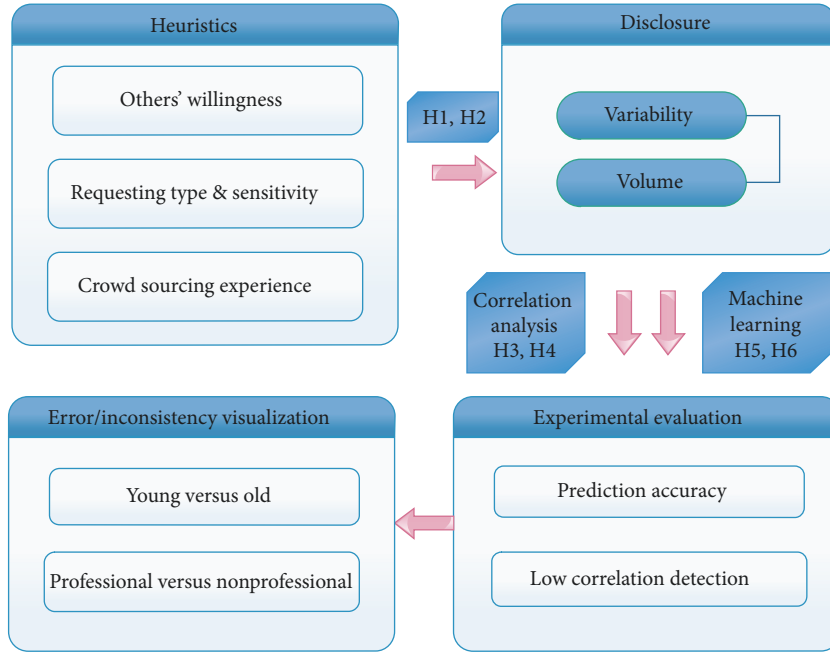 Heuristics
Others' willingness
Requesting type & sensitivity
Crowd sourcing experience
H1, H2
Disclosure
Variability
Volume
Correlation
analysis
H3, H4
Machine
learning
H5, H6
Error/inconsistency visualization
Young versus old
Professional versus nonprofessional
Experimental evaluation
Prediction accuracy
Low correlation detection